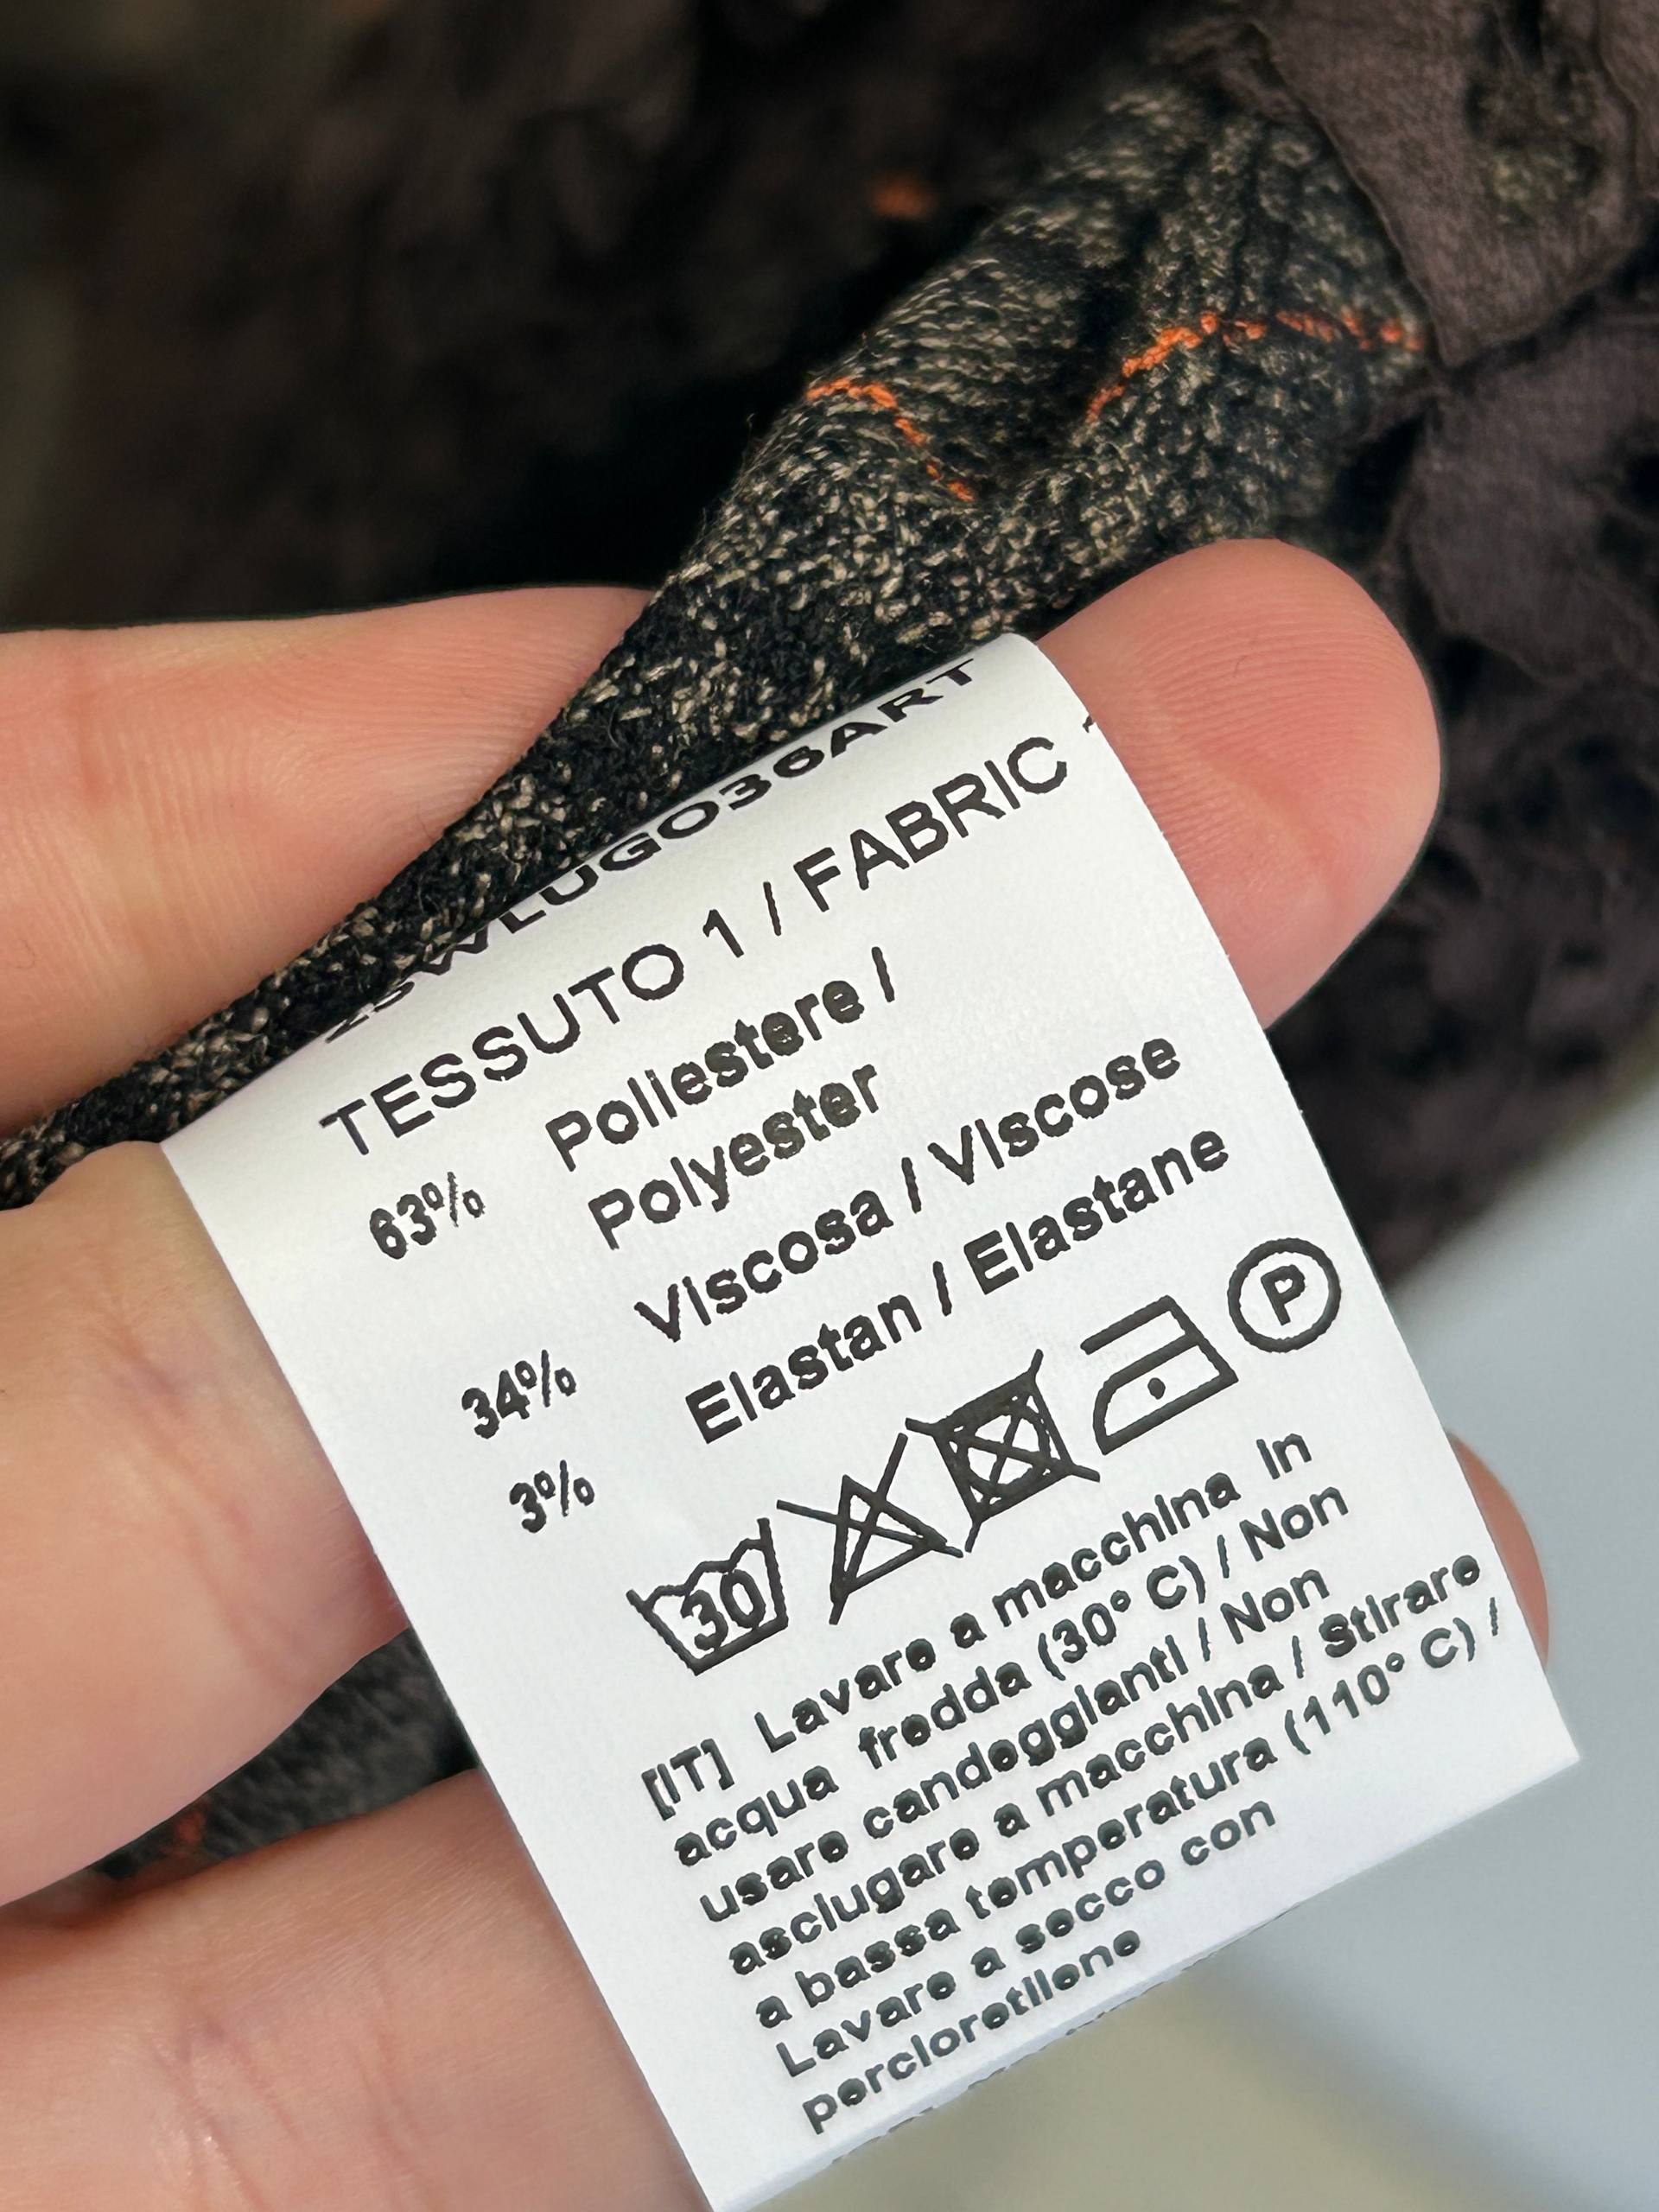 TESSUTO 1 / FABRIC
63% Poliestere /
Polyester
34% Viscosa / Viscose
3% Elastan / Elastane
30 P
[IT] Lavare a macchina in
acqua fredda (30° C) / Non
usare candeggianti / Non
asciugare a macchina / Stirare
a bassa temperatura (110° C) /
Lavare a secco con
percloretilene